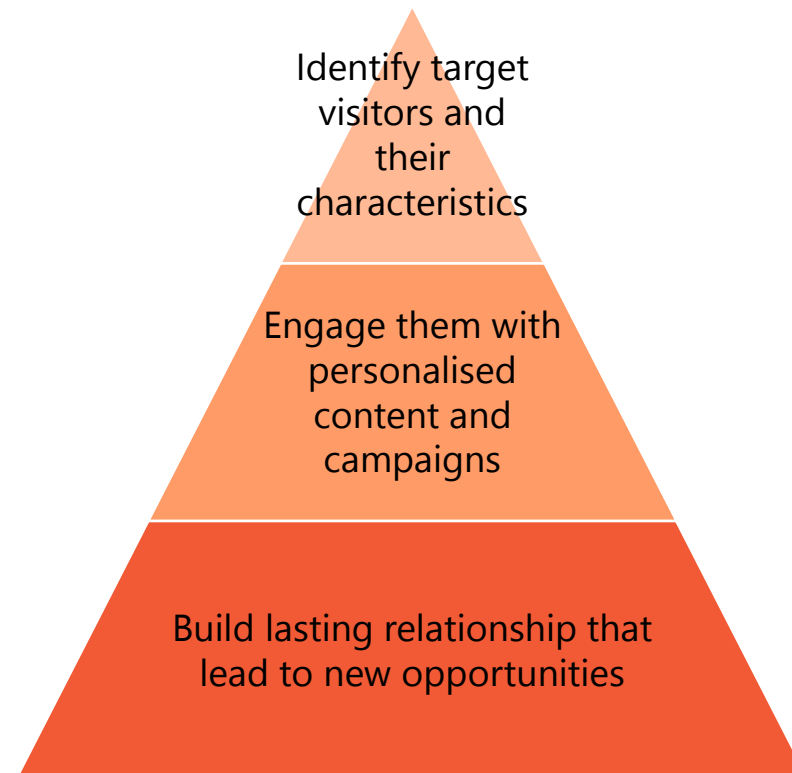 Identify target
visitors and
their
characteristics
Engage them with
personalised
content and
campaigns
Build lasting relationship that
lead to new opportunities